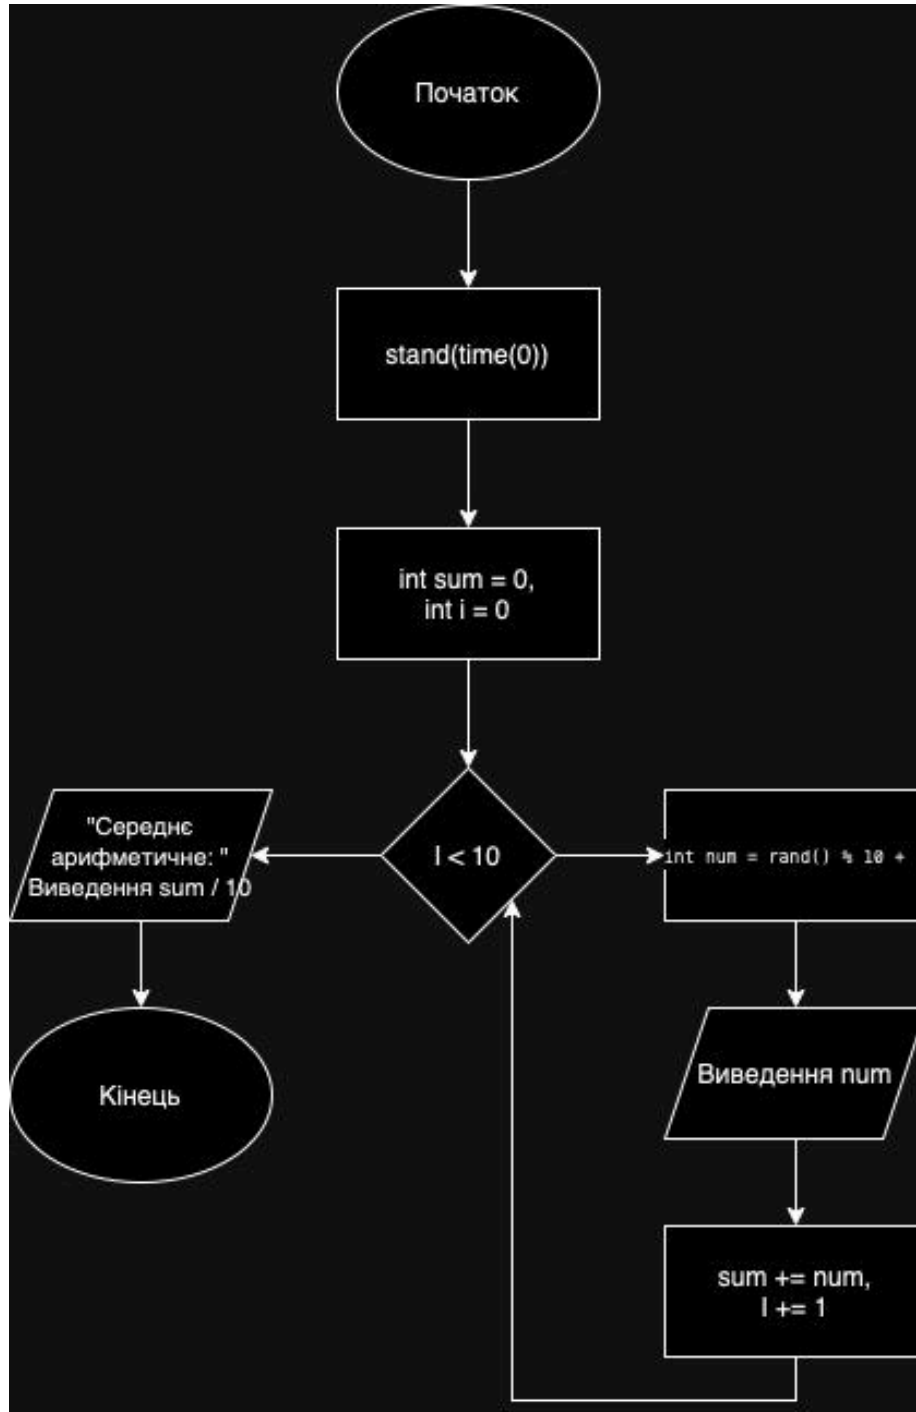 Початок
stand(time(0))
int sum = 0,
int i = 0
I < 10
"Середнє
арифметичне: "
Виведення sum / 10
int num = rand() % 10 +
Виведення num
sum += num,
I += 1
Кінець